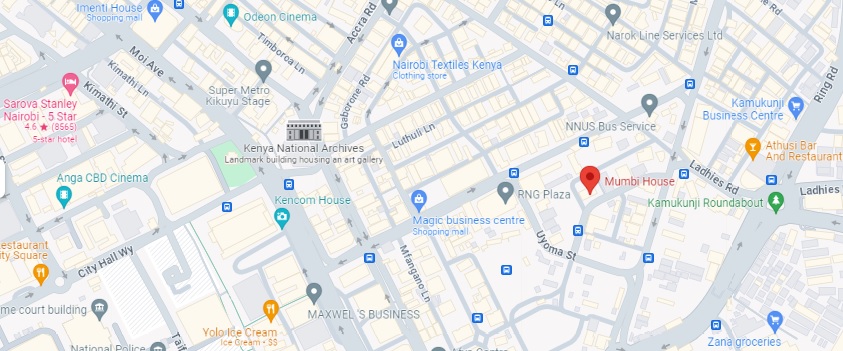 Imenti House
Shopping mall
Odeon Cinema
Accra Rd
Narok Line Services Ltd
Moi Ave
Timboroa Ln
Nairobi Textiles Kenya
Clothing store
Ring Rd
Kimathi Ln
Kimathi St
Super Metro
Kikuyu Stage
Gaborone Rd
Sarova Stanley
Nairobi - 5 Star
4.6 ★ (8565)
5-star hotel
Kamukunji
Business Centre
NNUS Bus Service
Luthuli Ln
Kenya National Archives
Landmark building housing an art gallery
Athusi Bar
And Restaurant
Anga CBD Cinema
Ladhies Rd
Mumbi House
Ladhies
RNG Plaza
Kencom House
Kamukunji Roundabout
Magic business centre
Shopping mall
Uyoma St
Mfangano Ln
City Hall Wy
estaurant
ity Square
me court building
MAXWEL`S BUSINESS
Yolo Ice Cream
Ice Cream · $$
Zana groceries
National Police
Taif